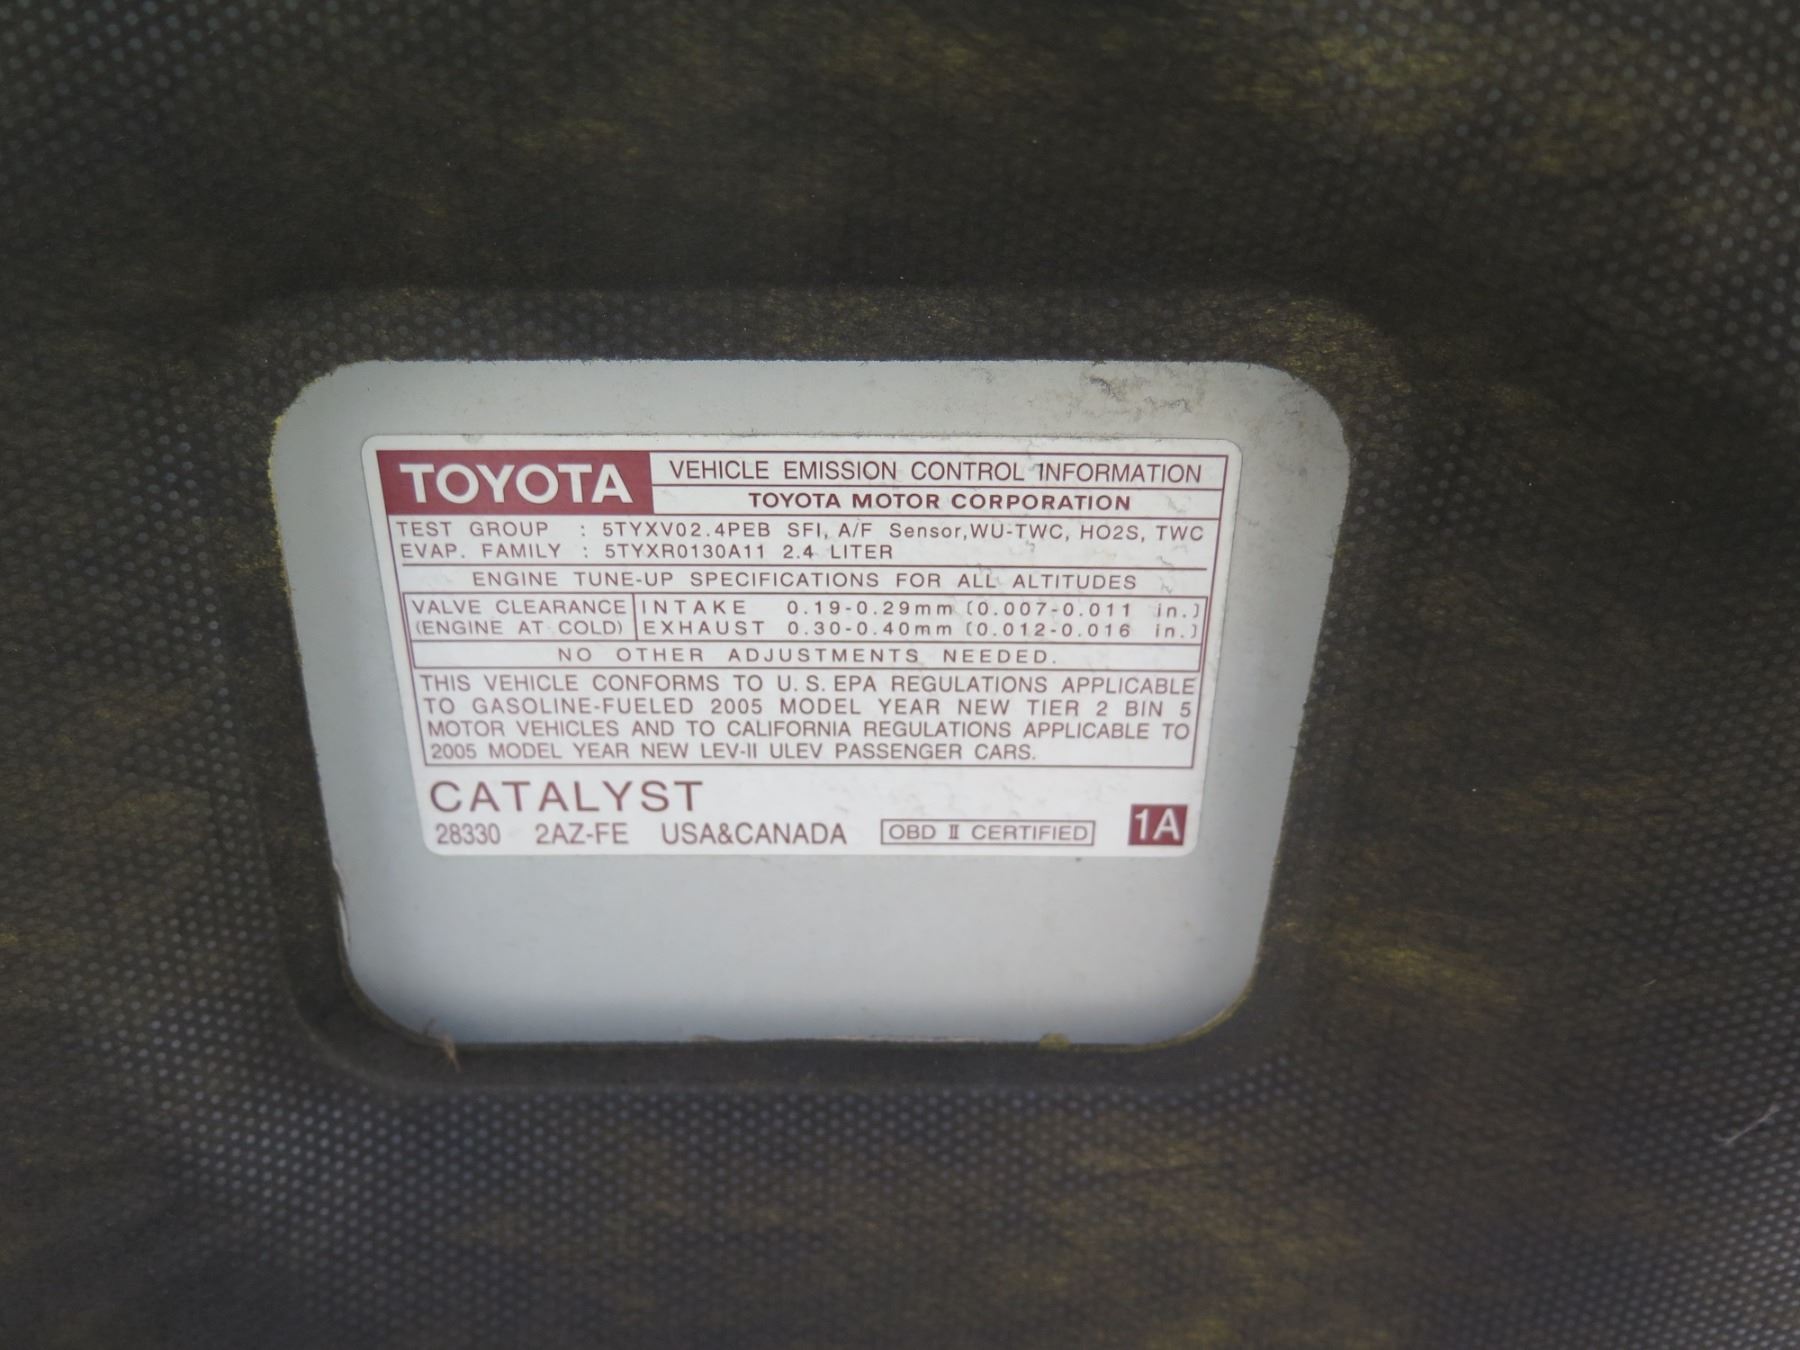 TOYOTA VEHICLE EMISSION CONTROL INFORMATION
TOYOTA MOTOR CORPORATION
TEST GROUP : 5TYXV02.4PEB SFI, A/F Sensor,WU-TWC, HO2S, TWC
EVAP. FAMILY : 5TYXR0130A11 2.4 LITER
ENGINE TUNE-UP SPECIFICATIONS FOR ALL ALTITUDES
VALVE CLEARANCE INTAKE 0.19-0.29mm (0.007-0.011 in.)
(ENGINE AT COLD) EXHAUST 0.30-0.40mm (0.012-0.016 in.)
NO OTHER ADJUSTMENTS NEEDED.
THIS VEHICLE CONFORMS TO U.S.EPA REGULATIONS APPLICABLE
TO GASOLINE-FUELED 2005 MODEL YEAR NEW TIER 2 BIN 5
MOTOR VEHICLES AND TO CALIFORNIA REGULATIONS APPLICABLE TO
2005 MODEL YEAR NEW LEV-II ULEV PASSENGER CARS.
CATALYST
28330 2AZ-FE USA&CANADA OBD II CERTIFIED 1A